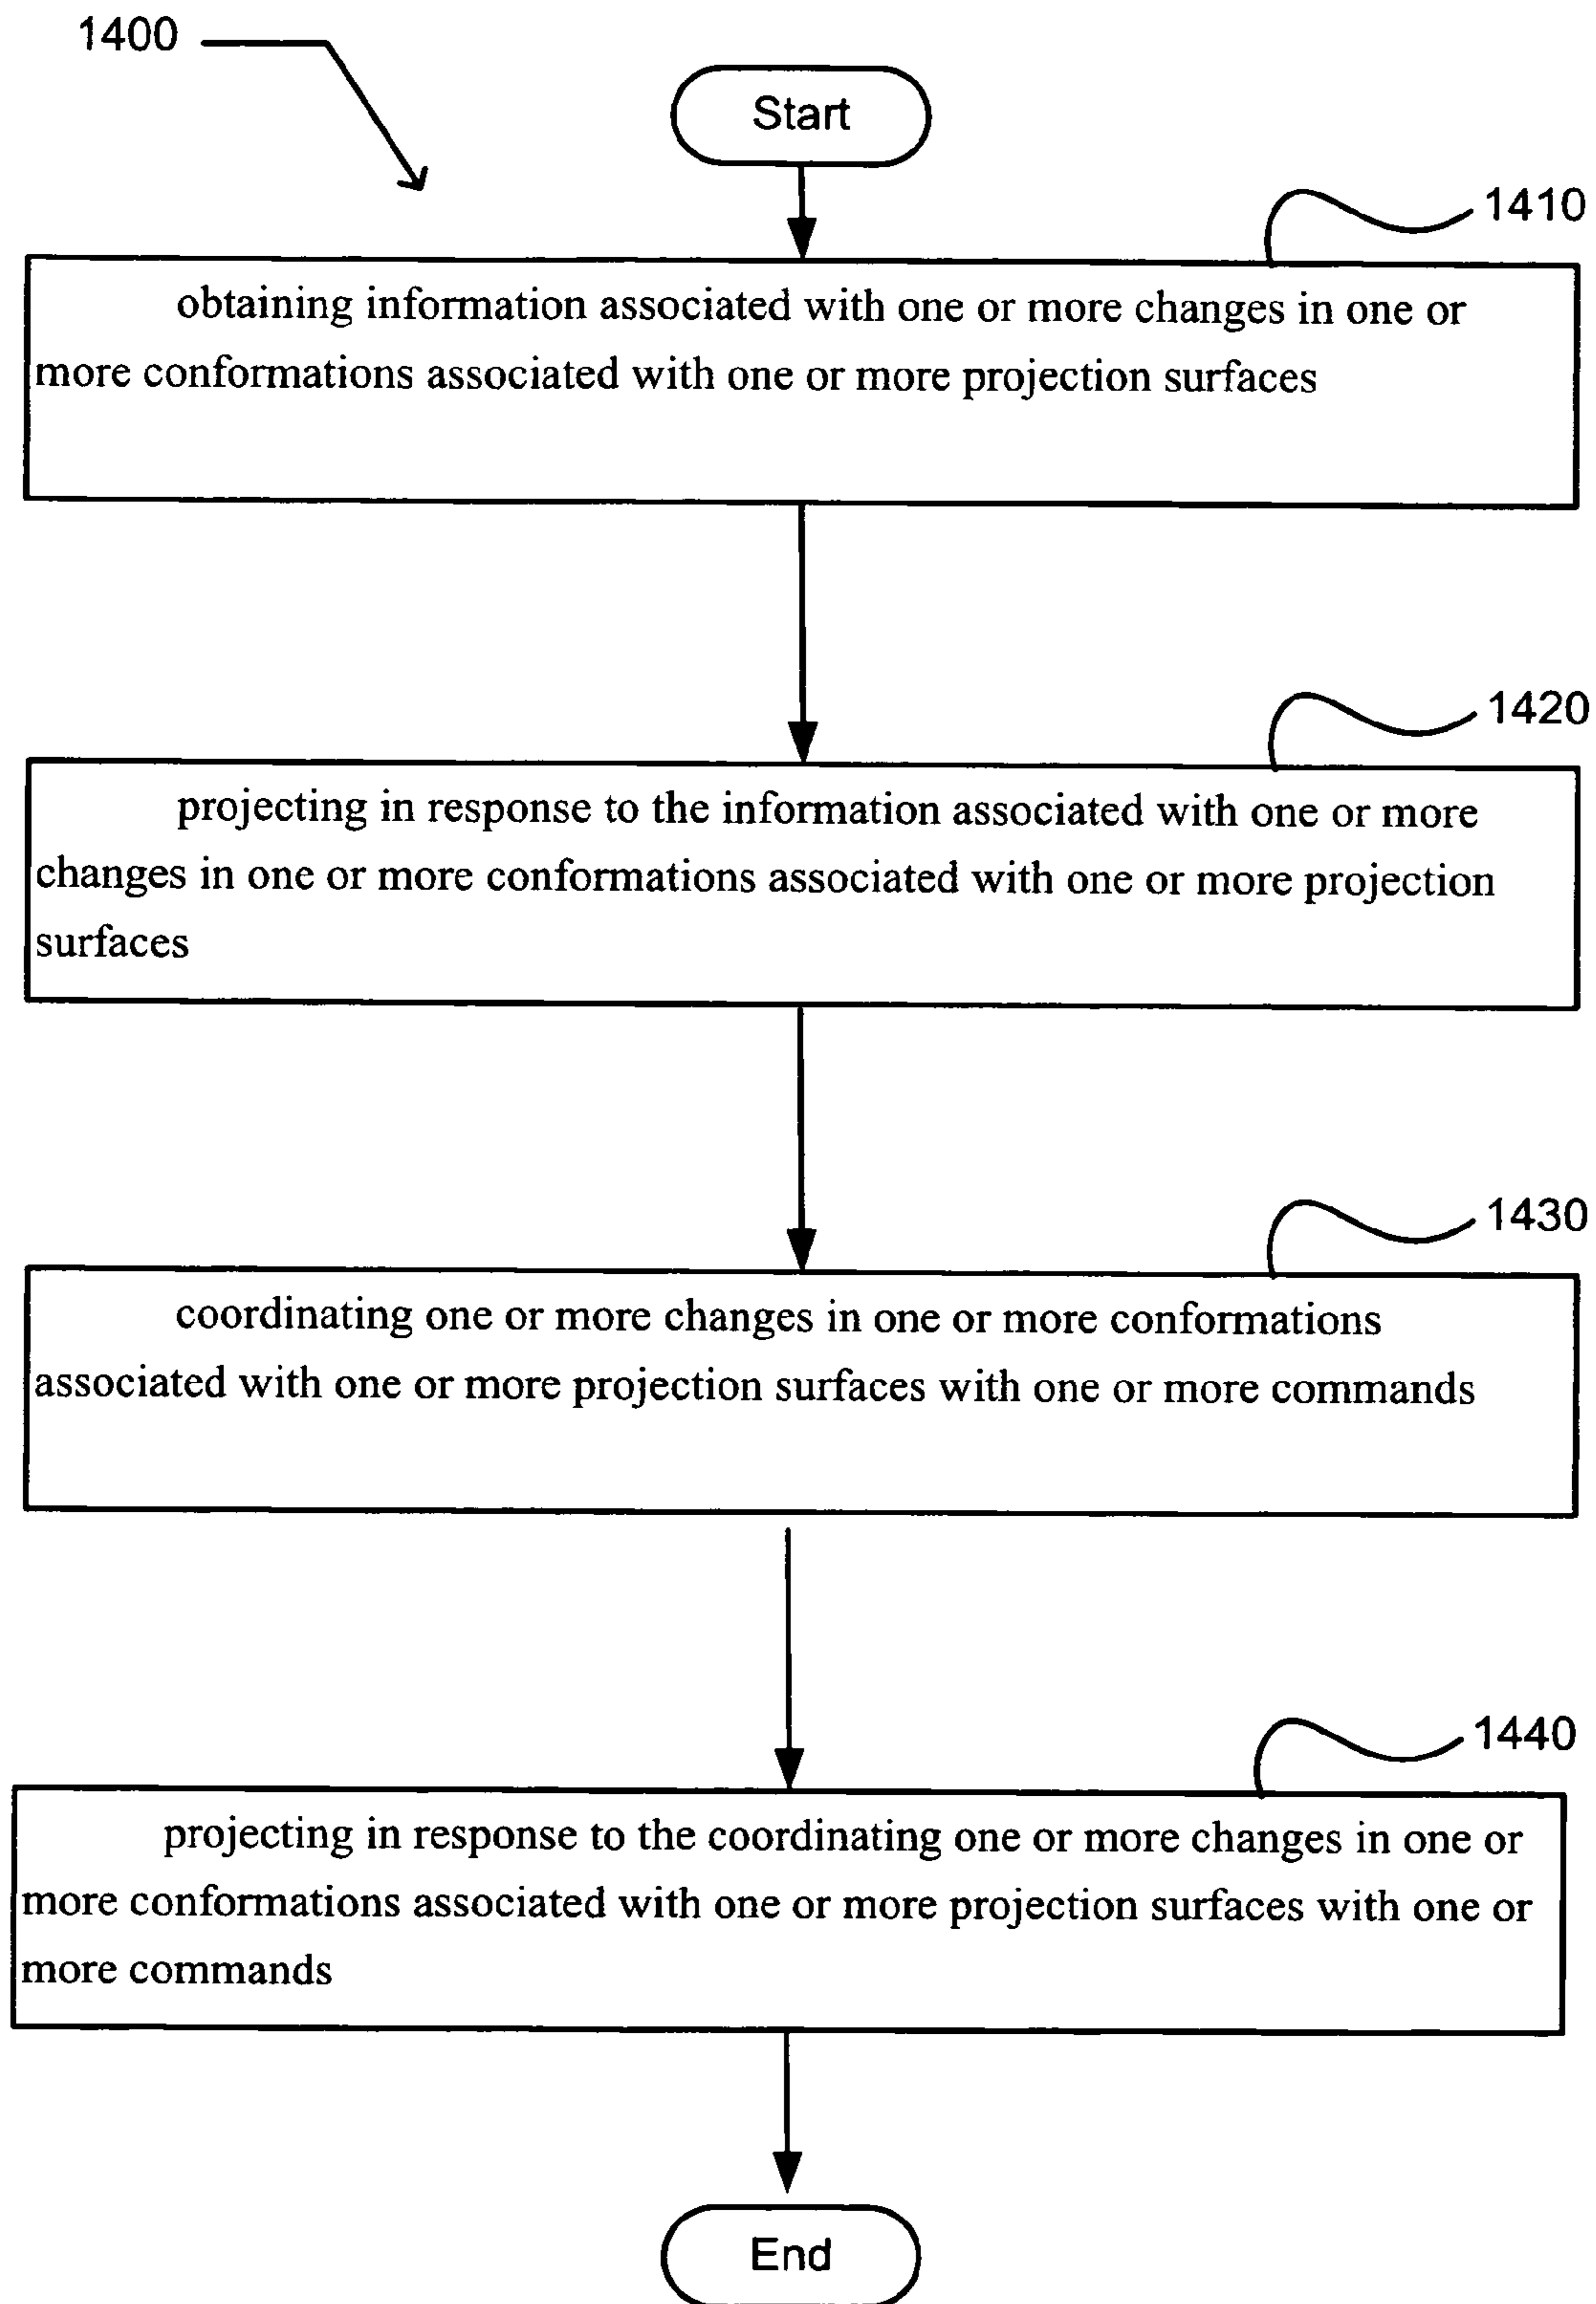 1400
Start
1410
obtaining information associated with one or more changes in one or
more conformations associated with one or more projection surfaces
1420
projecting in response to the information associated with one or more
changes in one or more conformations associated with one or more projection
surfaces
1430
coordinating one or more changes in one or more conformations
associated with one or more projection surfaces with one or more commands
1440
projecting in response to the coordinating one or more changes in one or
more conformations associated with one or more projection surfaces with one or
more commands
End